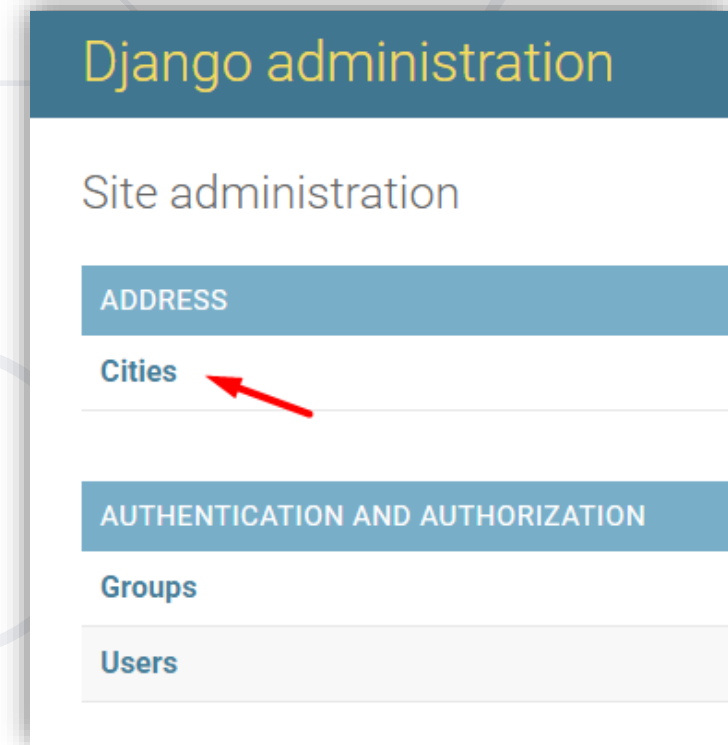 Django administration
Site administration
ADDRESS
Cities
AUTHENTICATION AND AUTHORIZATION
Groups
Users